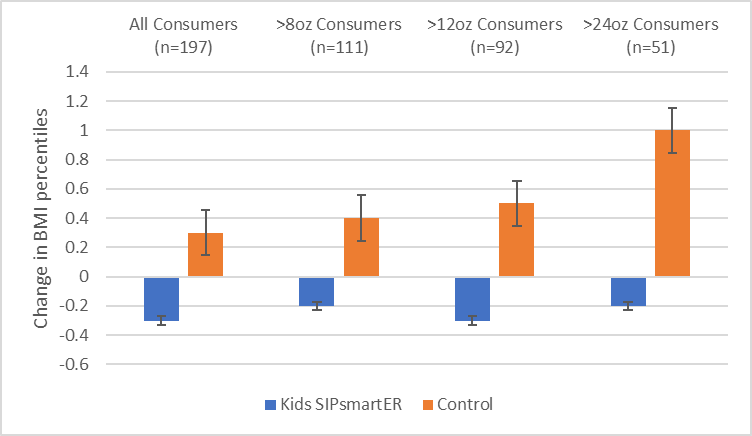 All Consumers >8oz Consumers >12oz Consumers >24oz Consumers
(n=197) (n=111) (n=92) (n=51)
Change in BMI percentiles
1.4
1.2
1
0.8
0.6
0.4
0.2
0
-0.2
-0.4
-0.6
Kids SIPsmartER Control